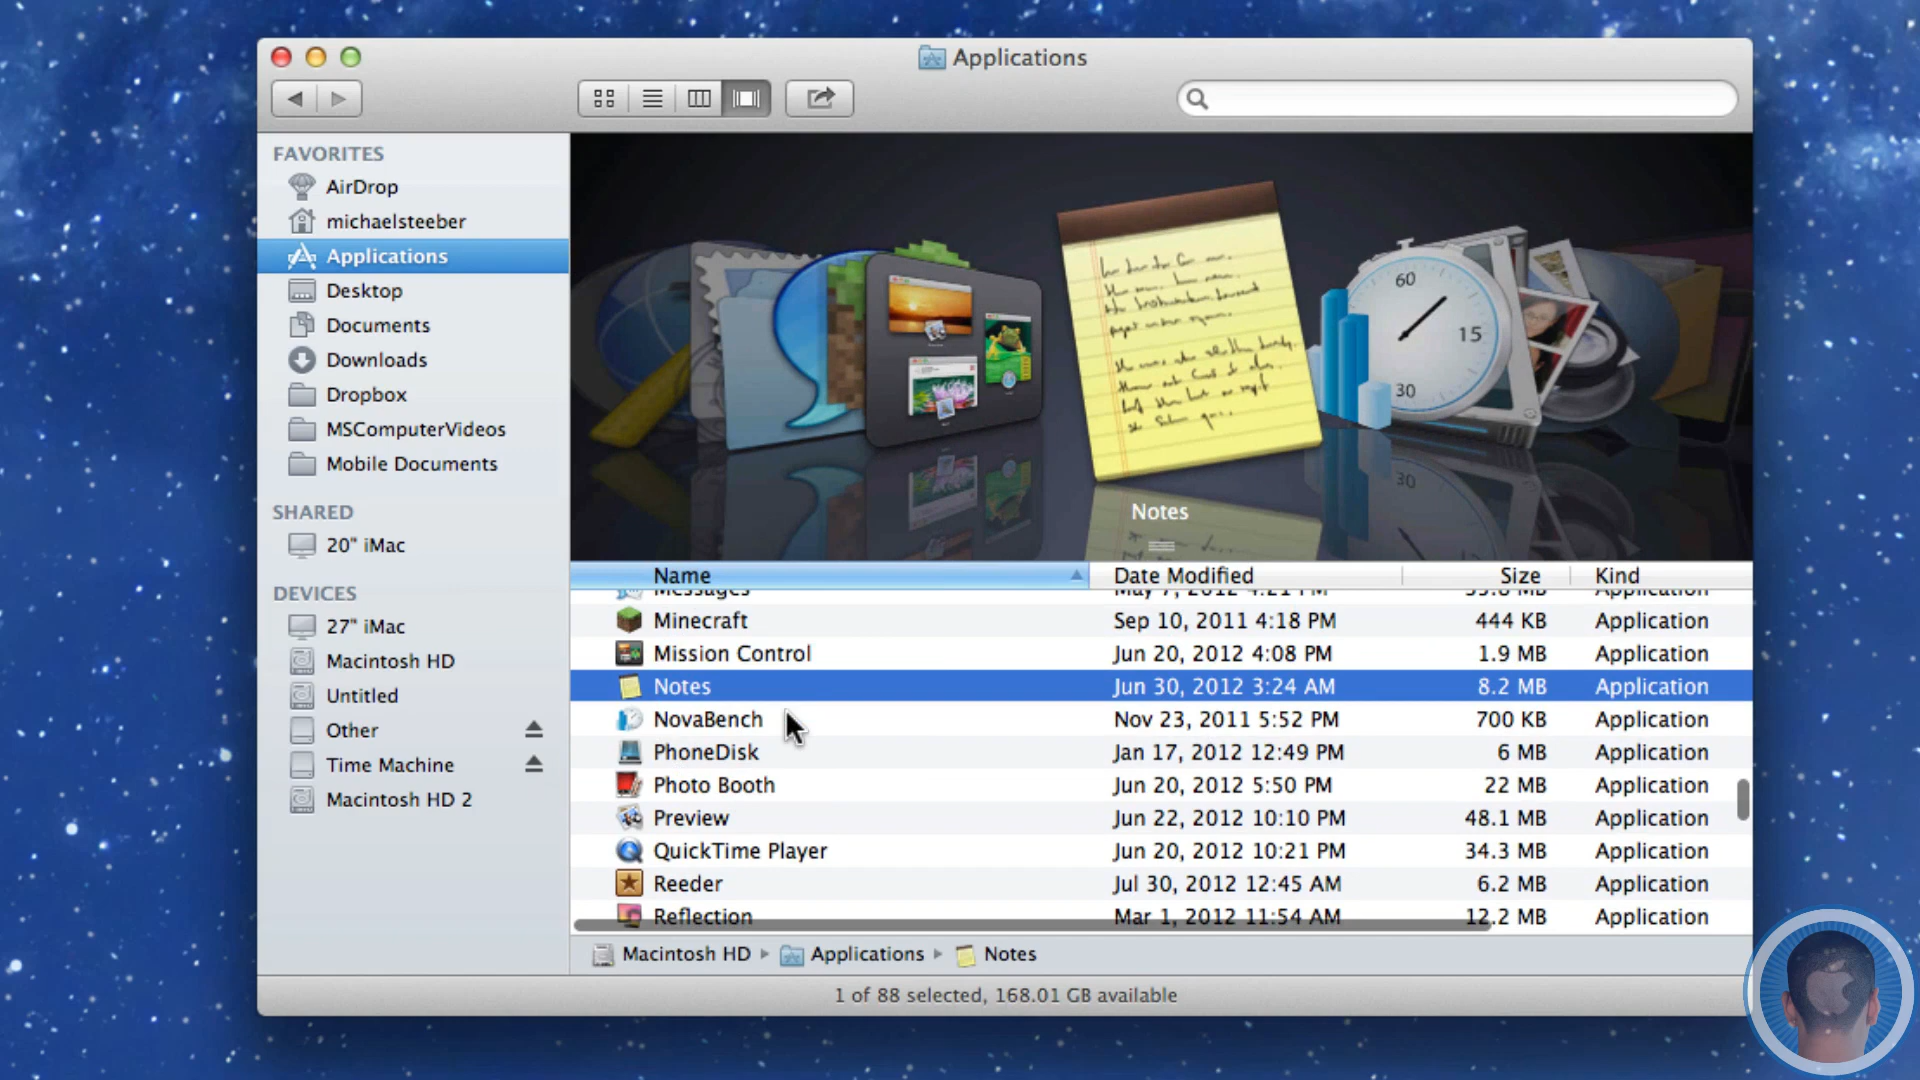 Applications
FAVORITES
AirDrop
michaelsteeber
Applications
Desktop
Documents
Downloads
Dropbox
MSComputerVideos
Mobile Documents
SHARED
20" iMac
DEVICES
27" iMac
Macintosh HD
Untitled
Other
Time Machine
Macintosh HD 2
60
15
30
30
Notes
Name Date Modified Size Kind
Messages May 7, 2012 4:21 PM Application
Minecraft Sep 10, 2011 4:18 PM 444 KB Application
Mission Control Jun 20, 2012 4:08 PM 1.9 MB Application
Notes Jun 30, 2012 3:24 AM 8.2 MB Application
NovaBench Nov 23, 2011 5:52 PM 700 KB Application
PhoneDisk Jan 17, 2012 12:49 PM 6 MB Application
Photo Booth Jun 20, 2012 5:50 PM 22 MB Application
Preview Jun 22, 2012 10:10 PM 48.1 MB Application
QuickTime Player Jun 20, 2012 10:21 PM 34.3 MB Application
Reeder Jul 30, 2012 12:45 AM 6.2 MB Application
Reflection Mar 1, 2012 11:54 AM 12.2 MB Application
Macintosh HD Applications Notes
1 of 88 selected, 168.01 GB available